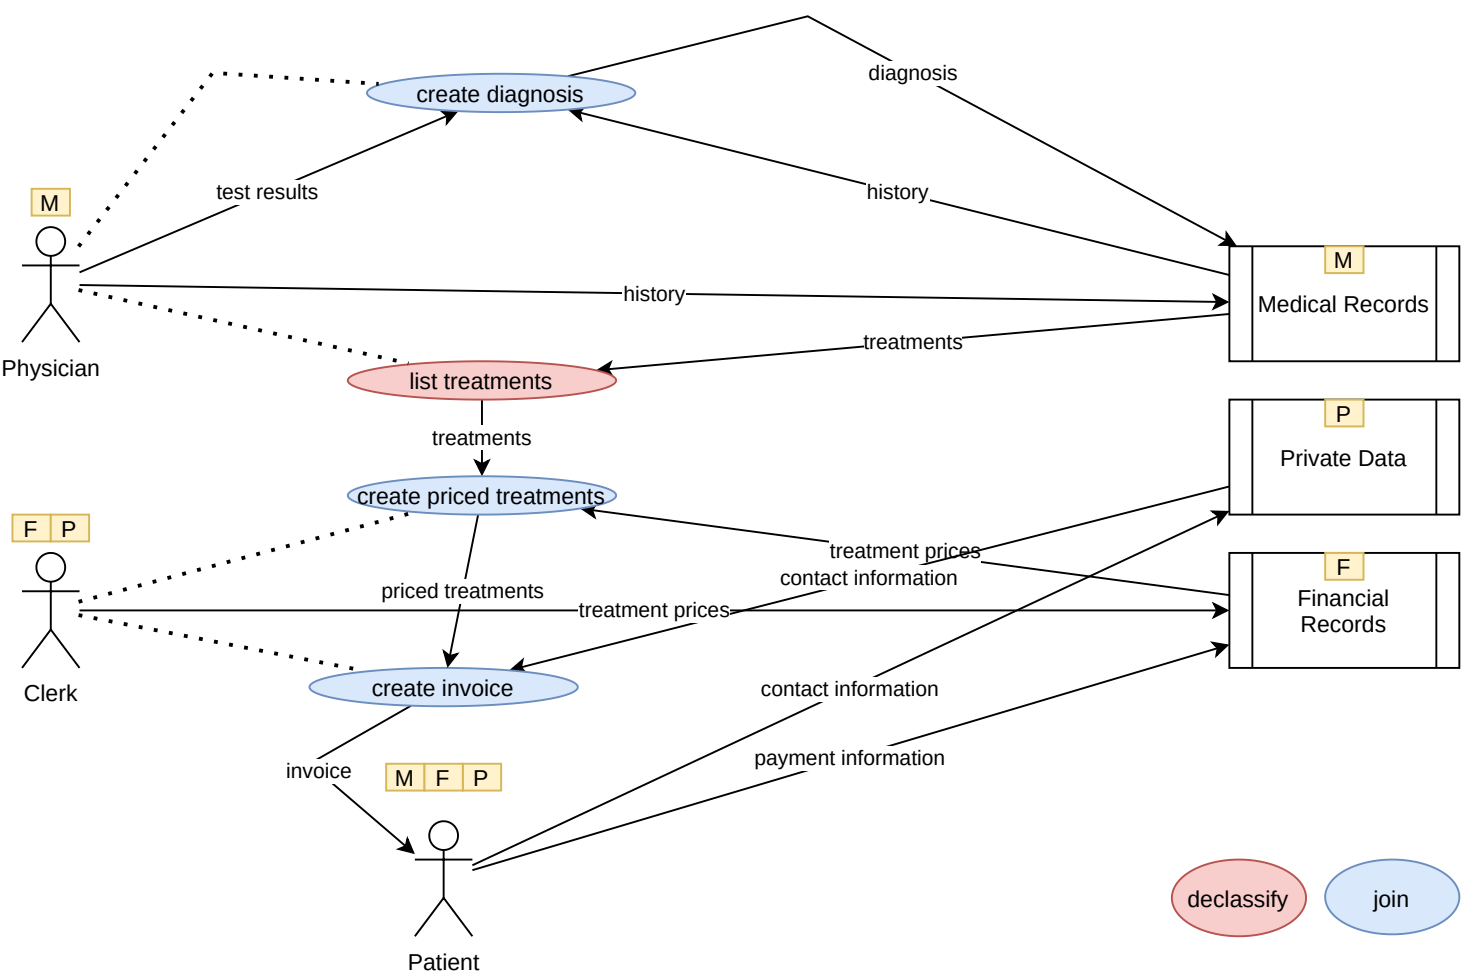 diagnosis
create diagnosis
test results
history
M
Physician
M
Medical Records
history
treatments
list treatments
treatments
P
Private Data
create priced treatments
F P
Clerk
treatment prices
contact information
F
Financial
Records
priced treatments
treatment prices
create invoice
contact information
invoice
payment information
M F P
Patient
declassify
join